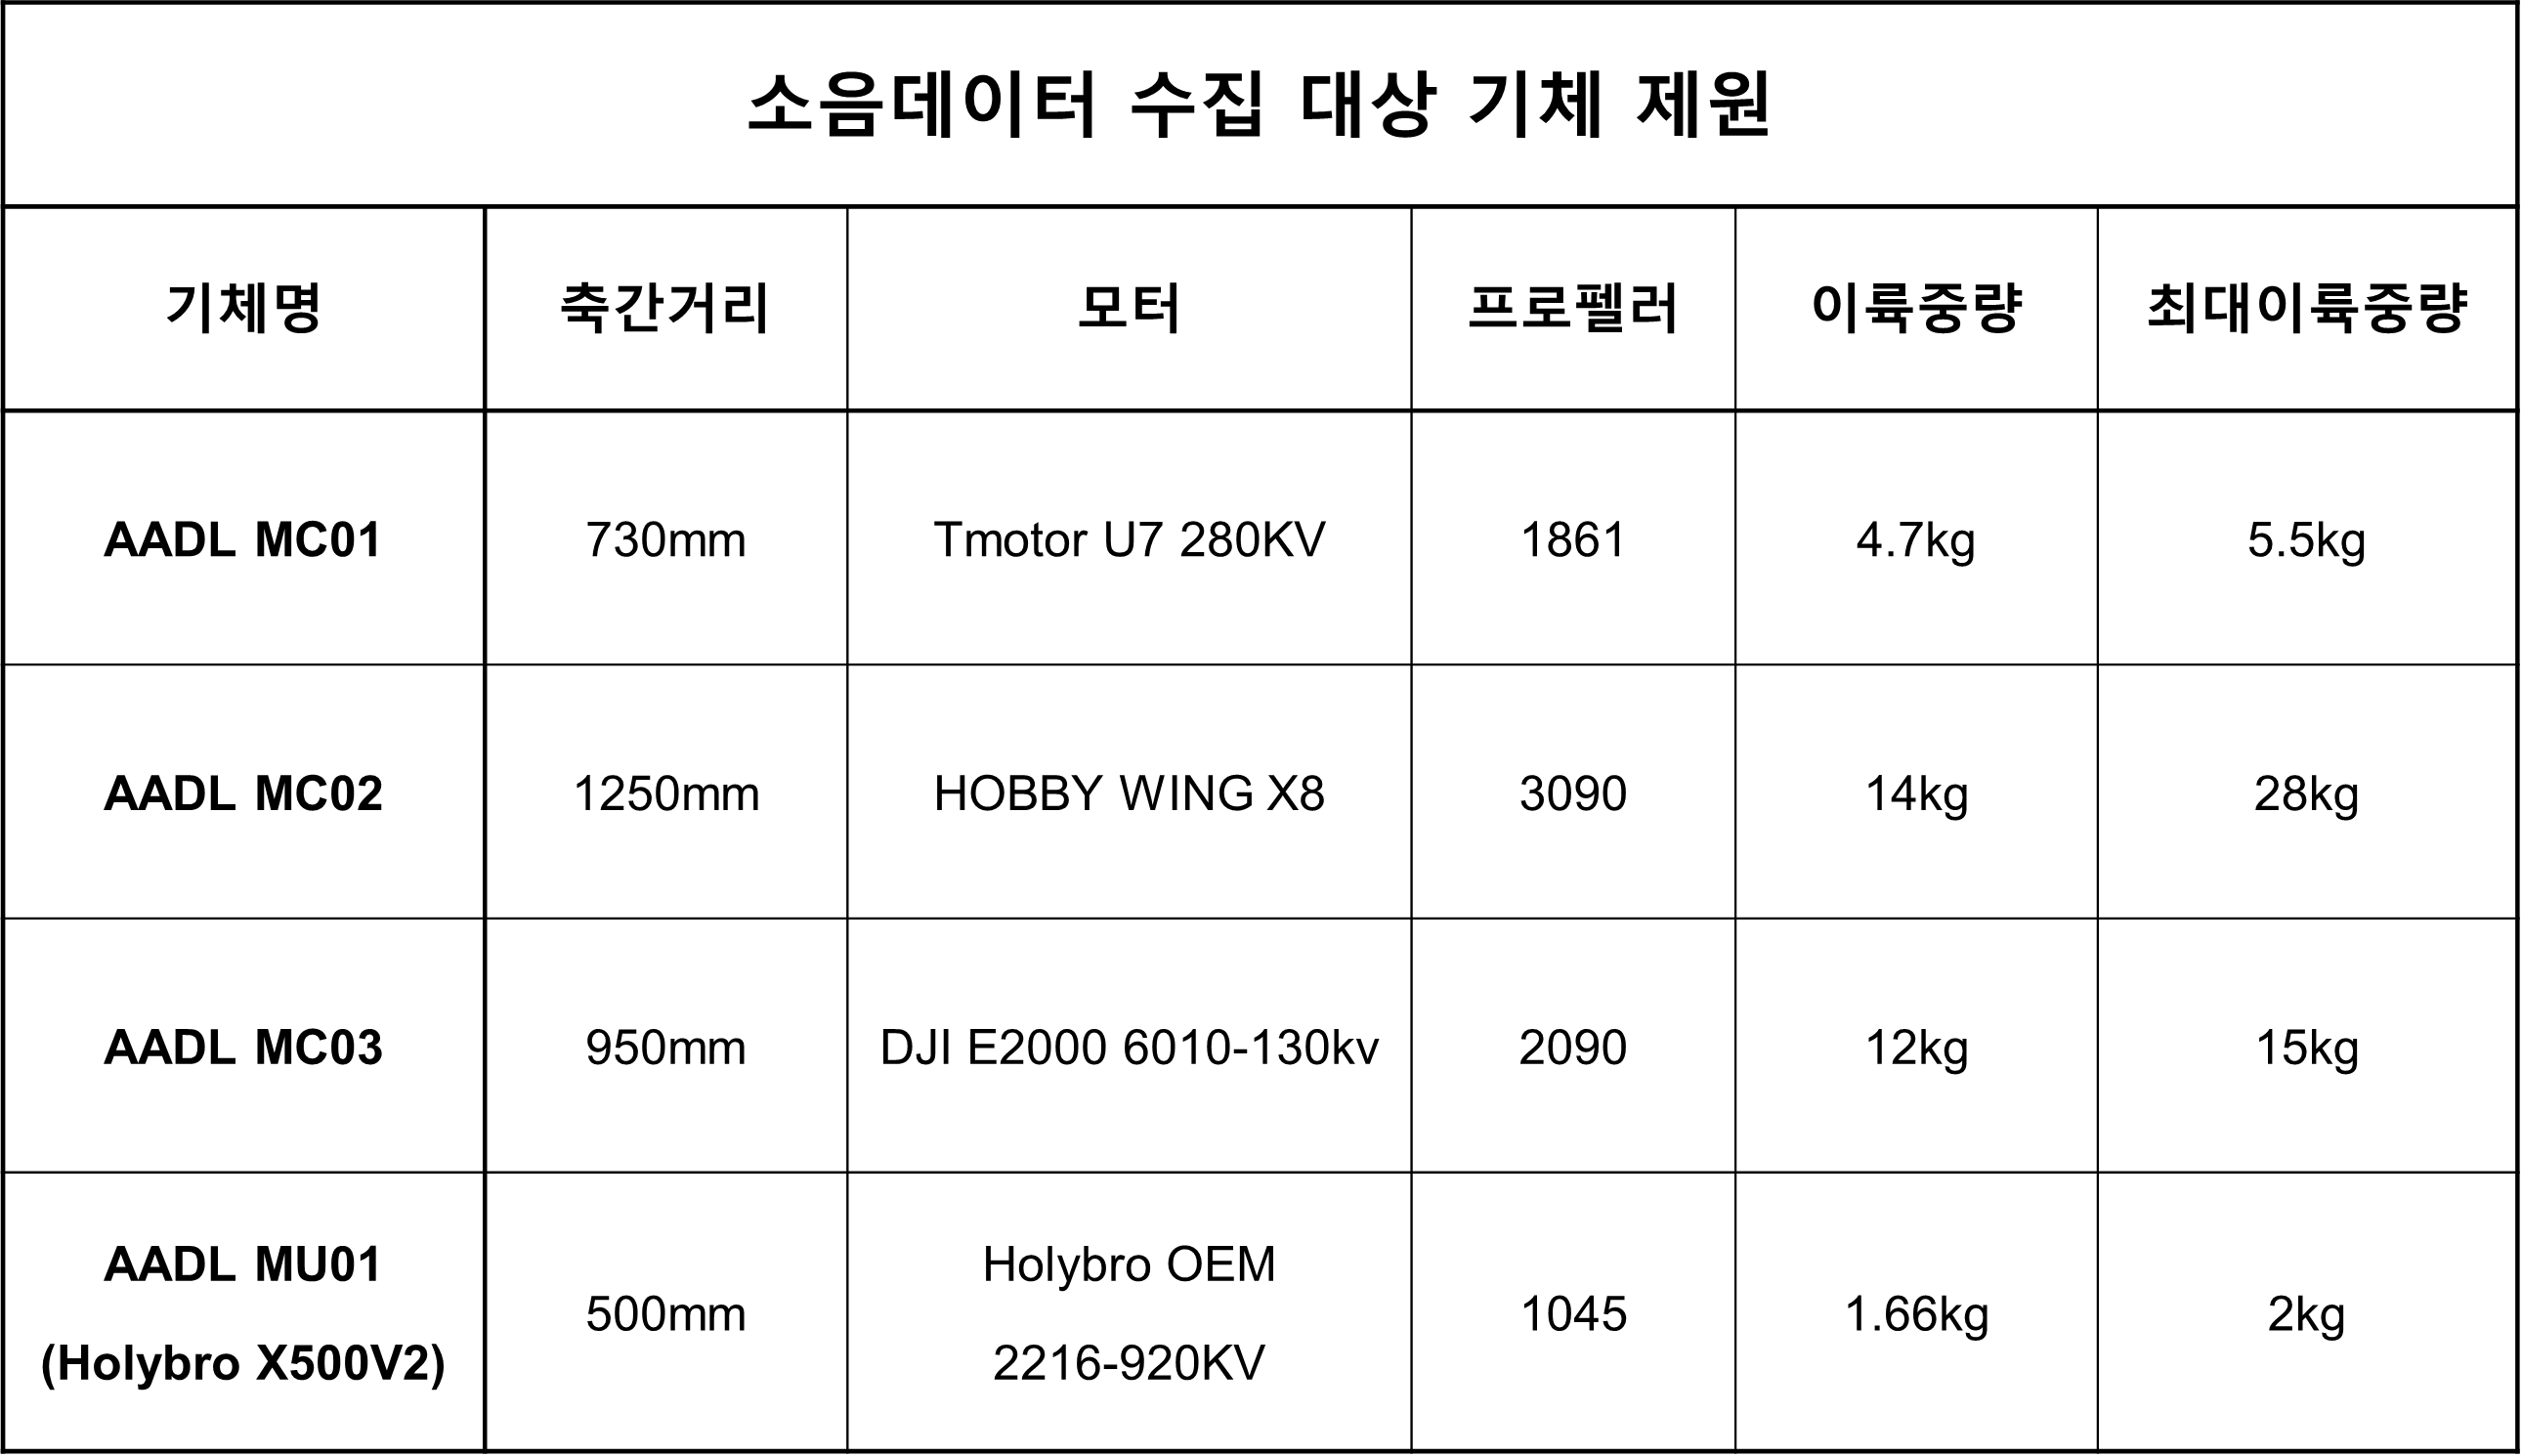 소음데이터 수집 대상 기체 제원
기체명 축간거리 모터 프로펠러 이륙중량 최대이륙중량
AADL MC01 730mm Tmotor U7 280KV 1861 4.7kg 5.5kg
AADL MC02 1250mm HOBBY WING X8 3090 14kg 28kg
AADL MC03 950mm DJI E2000 6010-130kv 2090 12kg 15kg
AADL MU01
(Holybro X500V2)
500mm
Holybro OEM
2216-920KV
1045 1.66kg 2kg